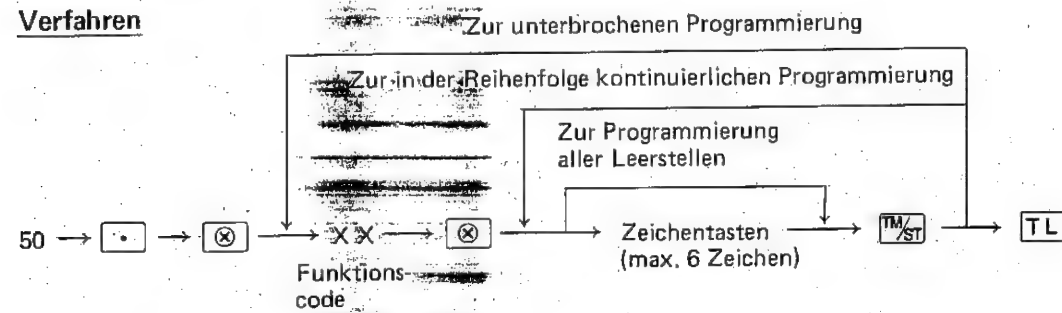 Verfahren
Zur unterbrochenen Programmierung
Zur in der Reihenfolge kontinuierlichen Programmierung
Zur Programmierung
aller Leerstellen
50 → [•] → [⊗] → XX → [⊗] → Zeichentasten → [TM/ST] → [TL]
(max. 6 Zeichen)
Funktions-
code